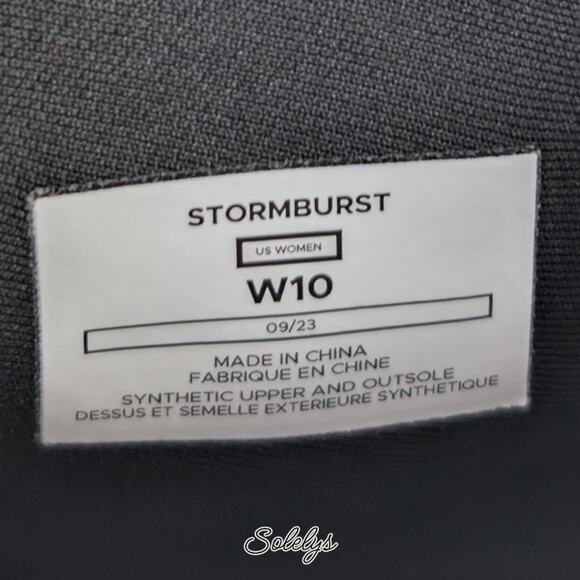 STORMBURST
US WOMEN
W10
09/23
MADE IN CHINA
FABRIQUE EN CHINE
SYNTHETIC UPPER AND OUTSOLE
DESSUS ET SEMELLE EXTERIEURE SYNTHETIQUE
Solelys